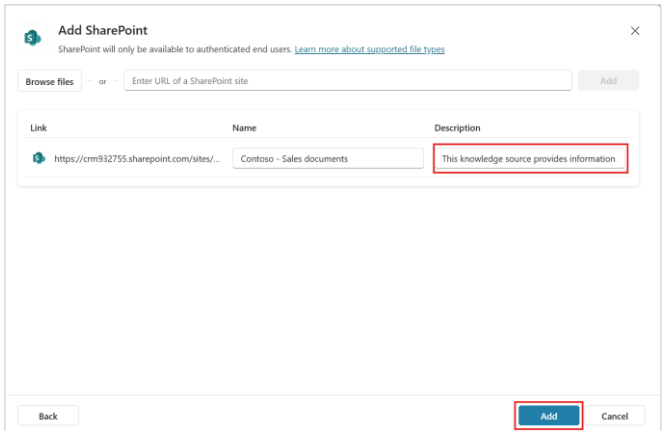 Add SharePoint
SharePoint will only be available to authenticated end users. Learn more about supported file types
Browse files or Enter URL of a SharePoint site Add
Link Name Description
https://crm932755.sharepoint.com/sites/... Contoso - Sales documents This knowledge source provides information
Back Add Cancel